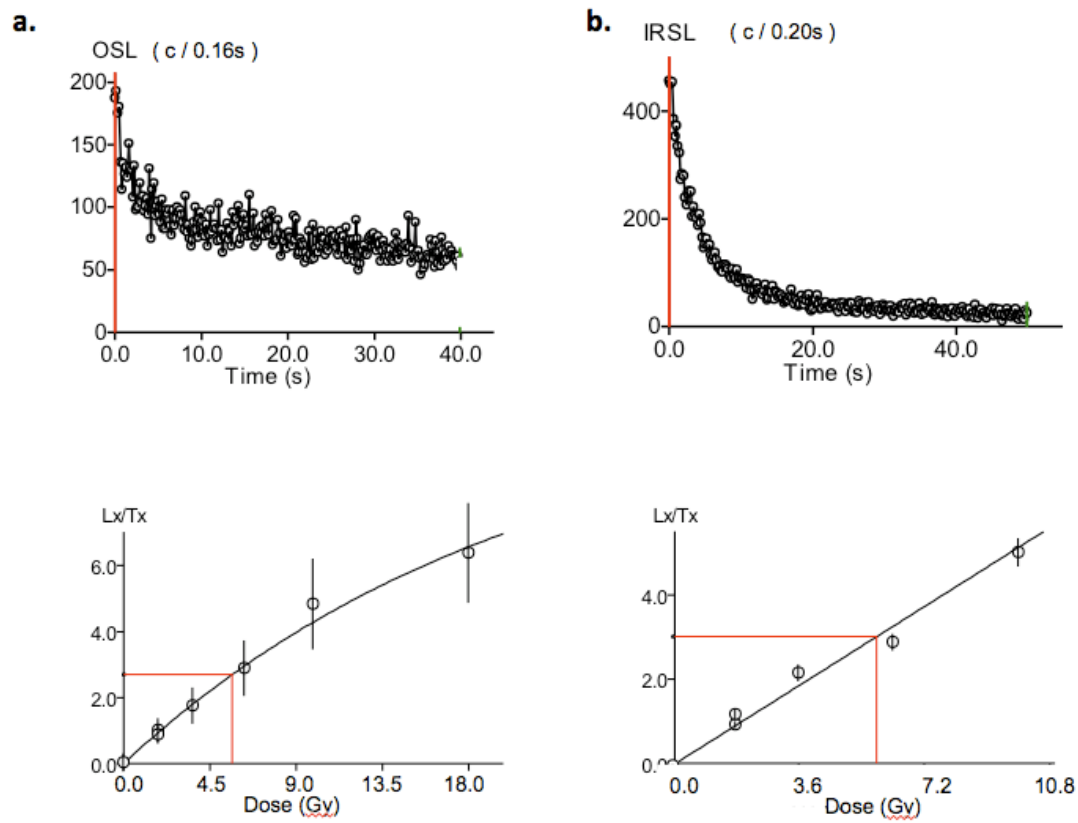 a.
OSL ( c / 0.16s )
200
150
100
50
0
0.0 10.0 20.0 30.0 40.0
Time (s)
b.
IRSL ( c / 0.20s )
400
200
0
0.0 20.0 40.0
Time (s)
Lx/Tx
6.0
4.0
2.0
0.0
0.0 4.5 9.0 13.5 18.0
Dose (Gy)
Lx/Tx
4.0
2.0
0.0
0.0 3.6 7.2 10.8
Dose (Gy)